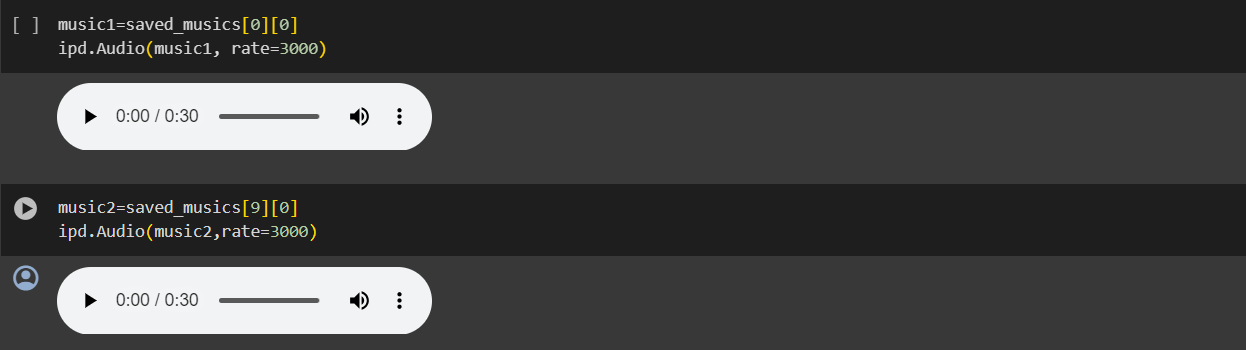 [ ] music1=saved_musics[0][0]
ipd.Audio(music1, rate=3000)
0:00 / 0:30
music2=saved_musics[9][0]
ipd.Audio(music2,rate=3000)
0:00 / 0:30